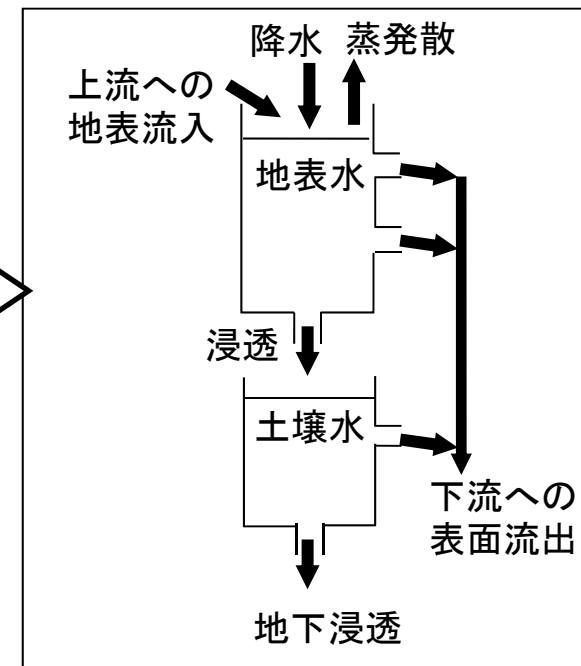 降水 蒸発散
上流への
地表流入
地表水
浸透
土壌水
下流への
表面流出
地下浸透